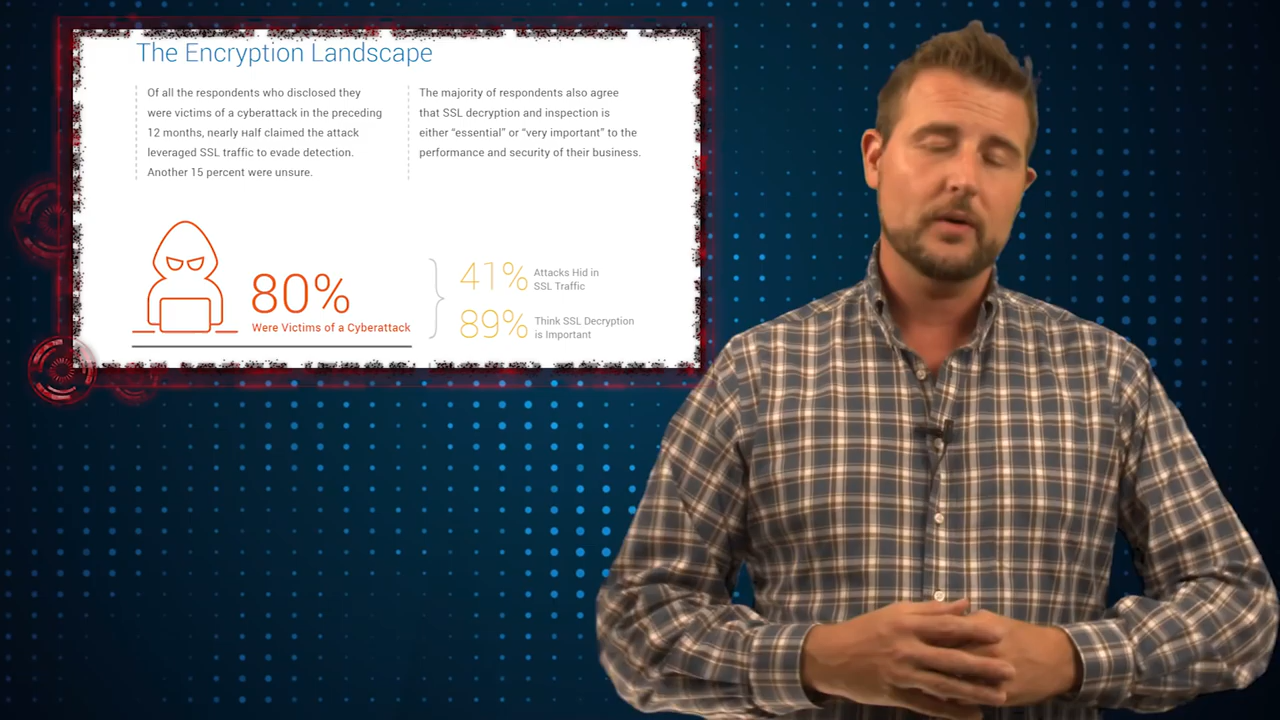 The Encryption Landscape
Of all the respondents who disclosed they
were victims of a cyberattack in the preceding
12 months, nearly Half claimed the attack
leveraged SSL traffic to evade detection.
Another 15 percent were unsure.
The majority of respondents also agree
that SSL decryption and inspection is
either “essential” or “very important” to the
performance and security of their business.
80%
Were Victims of a Cyberattack
41% Attacks Hid in
SSL Traffic
89% Think SSL Decryption
is Important